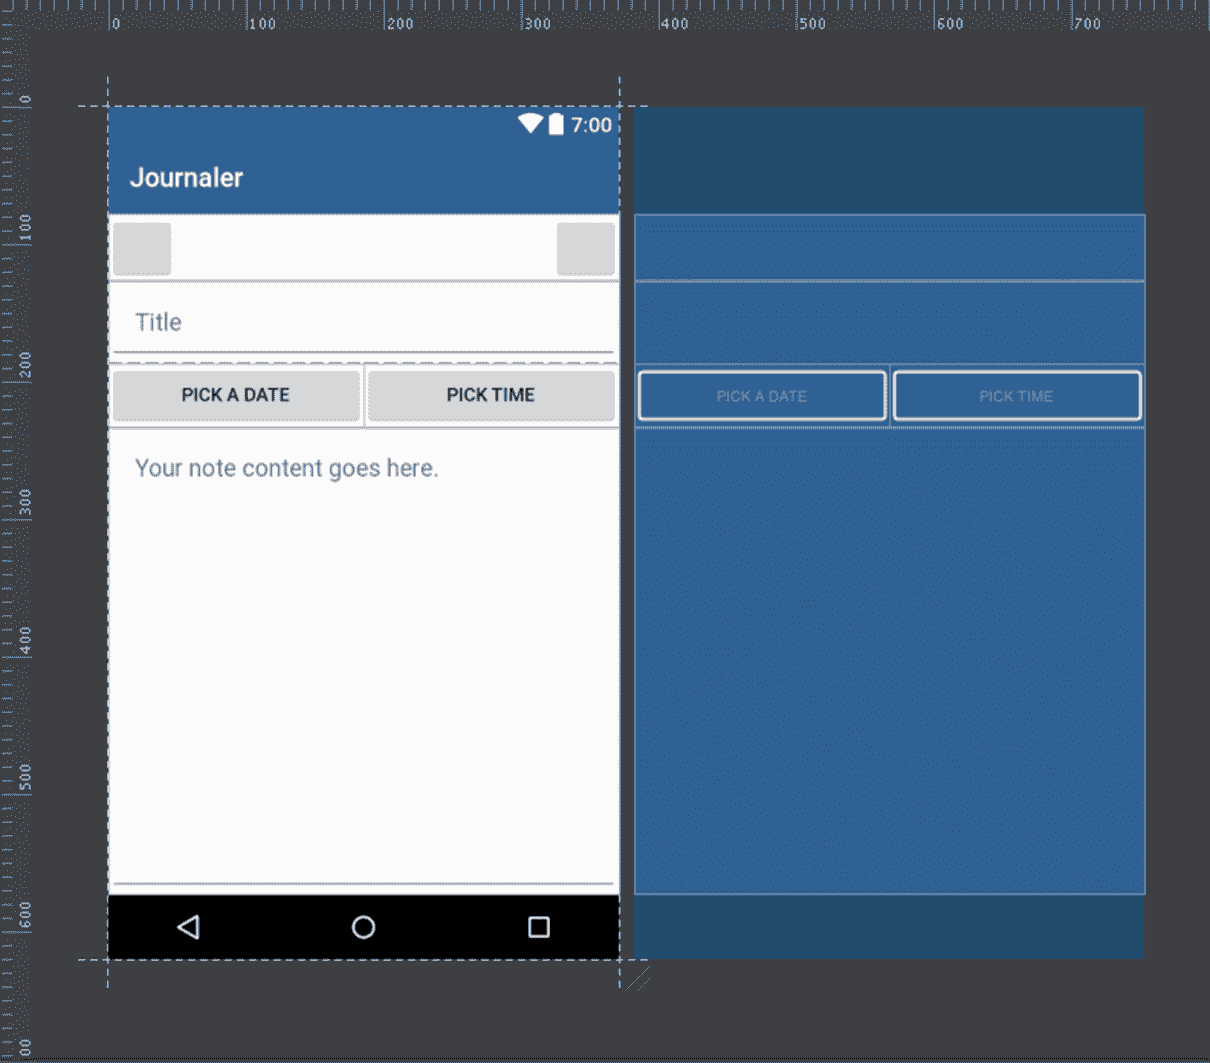 0 100 200 300 400 500 600 700
0
7:00
Journaler
100
Title
200
PICK A DATE PICK TIME PICK A DATE PICK TIME
Your note content goes here.
300
400
500
600
00